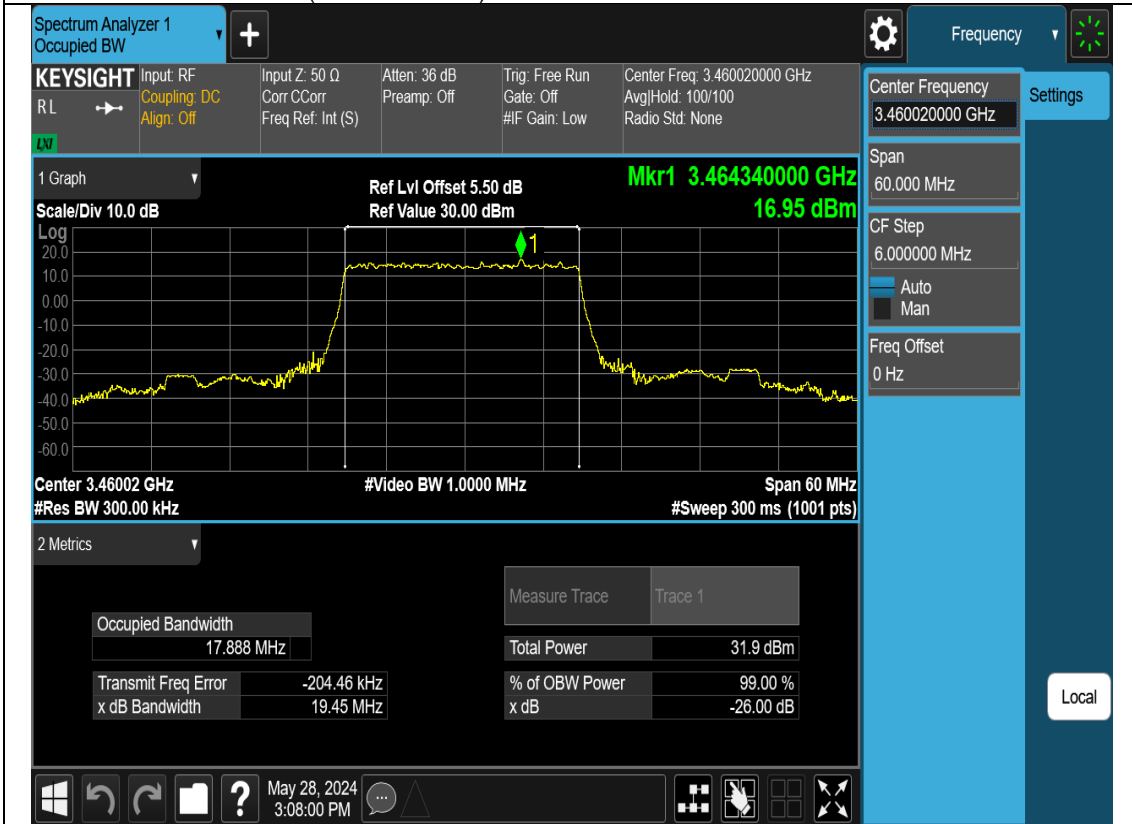 Spectrum Analyzer 1
Occupied BW
+
Frequency
KEYSIGHT
R L
LXI
Input: RF
Coupling: DC
Align: Off
Input Z: 50 Ω
Corr CCorr
Freq Ref: Int (S)
Atten: 36 dB
Preamp: Off
Trig: Free Run
Gate: Off
#IF Gain: Low
Center Freq: 3.460020000 GHz
Avg|Hold: 100/100
Radio Std: None
Center Frequency
3.460020000 GHz
Settings
Span
60.000 MHz
CF Step
6.000000 MHz
Auto
Man
Freq Offset
0 Hz
Local
1 Graph
Scale/Div 10.0 dB
Ref Lvl Offset 5.50 dB
Ref Value 30.00 dBm
Mkr1 3.464340000 GHz
16.95 dBm
Log
1
20.0
10.0
0.00
-10.0
-20.0
-30.0
-40.0
-50.0
-60.0
Center 3.46002 GHz
#Video BW 1.0000 MHz
Span 60 MHz
#Res BW 300.00 kHz
#Sweep 300 ms (1001 pts)
2 Metrics
Measure Trace Trace 1
Occupied Bandwidth
17.888 MHz
Total Power 31.9 dBm
Transmit Freq Error -204.46 kHz
% of OBW Power 99.00 %
x dB Bandwidth 19.45 MHz
x dB -26.00 dB
?
May 28, 2024
3:08:00 PM